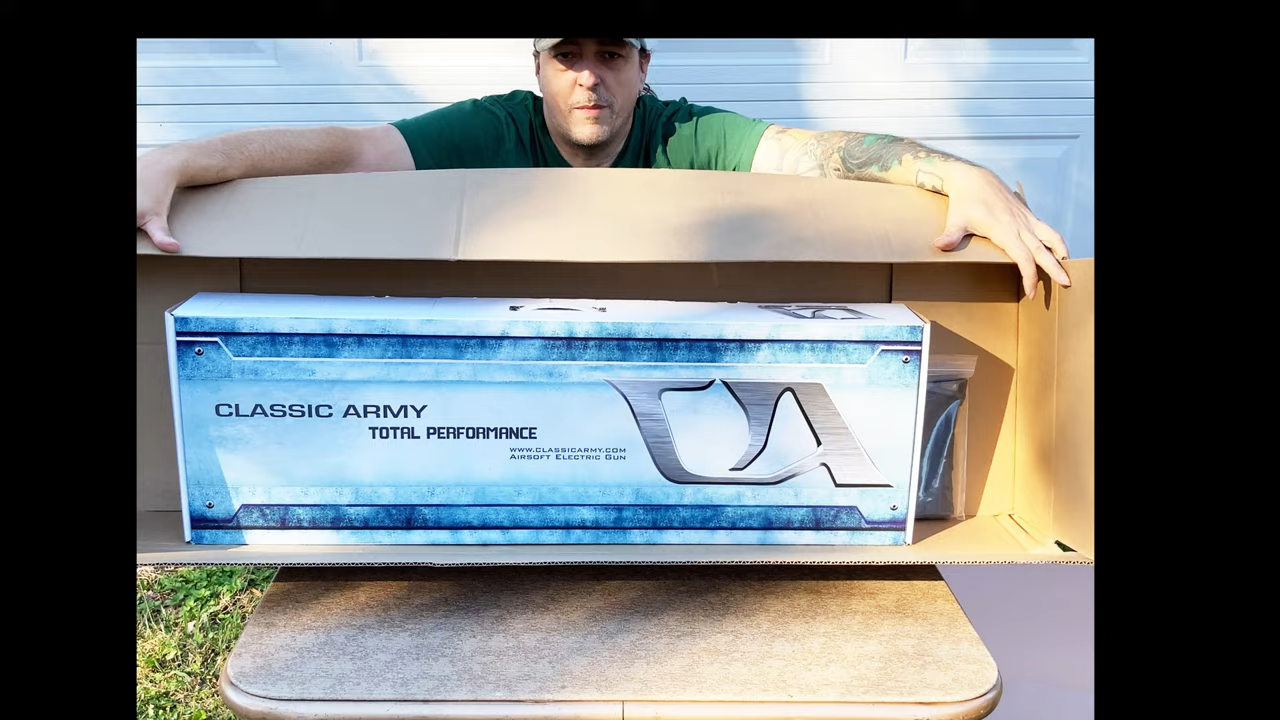 CLASSIC ARMY
TOTAL PERFORMANCE
WWW.CLASSICARMY.COM
AIRSOFT ELECTRIC GUN
CA